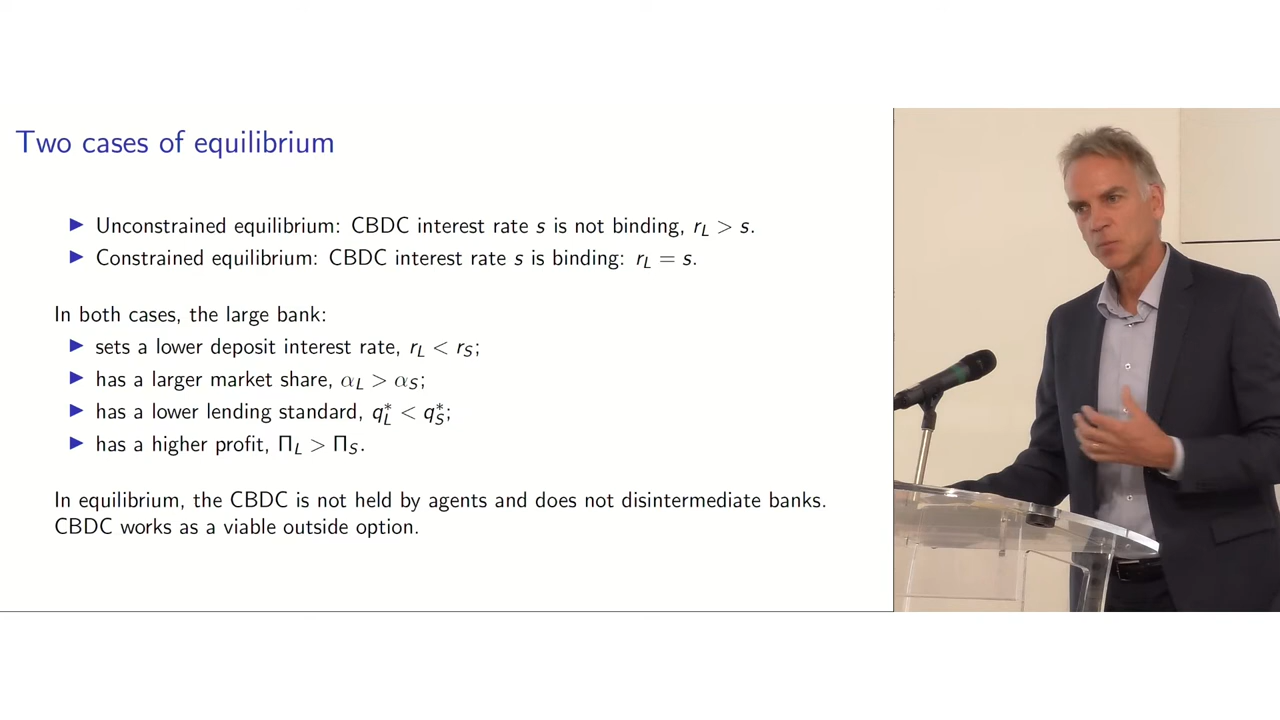 Two cases of equilibrium
▶ Unconstrained equilibrium: CBDC interest rate s is not binding, r_L > s.
▶ Constrained equilibrium: CBDC interest rate s is binding: r_L = s.
In both cases, the large bank:
▶ sets a lower deposit interest rate, r_L < r_S;
▶ has a larger market share, α_L > α_S;
▶ has a lower lending standard, q*_L < q*_S;
▶ has a higher profit, Π_L > Π_S.
In equilibrium, the CBDC is not held by agents and does not disintermediate banks.
CBDC works as a viable outside option.